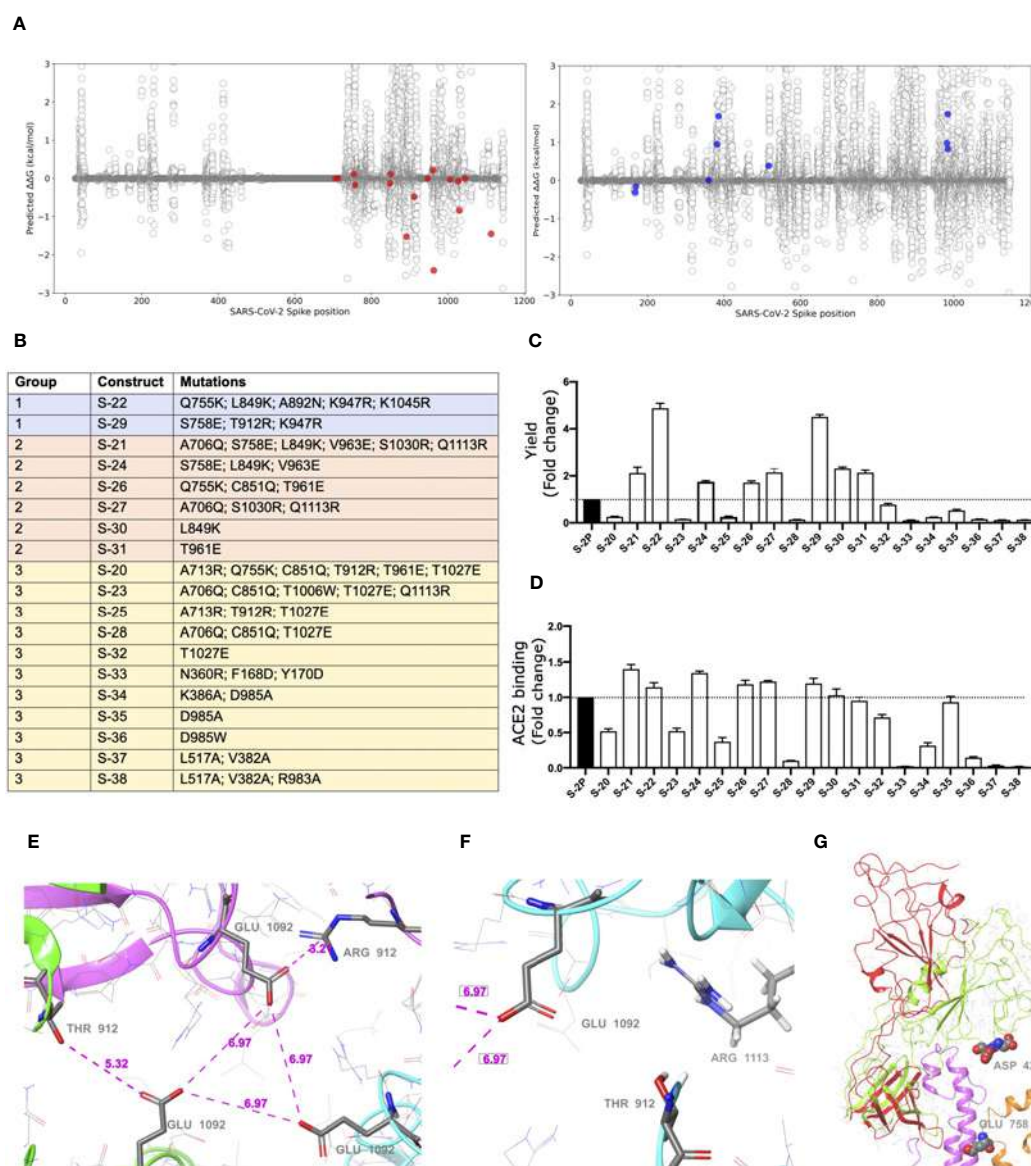 A
3
2
1
0
−1
−2
−3
Predicted ΔΔG (kcal/mol)
0
200
400
600
800
1000
1200
SARS-CoV-2 Spike position
3
2
1
0
−1
−2
−3
Predicted ΔΔG (kcal/mol)
0
200
400
600
800
1000
SARS-CoV-2 Spike position
B
Group Construct Mutations
1 S-22 Q755K; L849K; A892N; K947R; K1045R
1 S-29 S758E; T912R; K947R
2 S-21 A706Q; S758E; L849K; V963E; S1030R; Q1113R
2 S-24 S758E; L849K; V963E
2 S-26 Q755K; C851Q; T961E
2 S-27 A706Q; S1030R; Q1113R
2 S-30 L849K
2 S-31 T961E
3 S-20 A713R; Q755K; C851Q; T912R; T961E; T1027E
3 S-23 A706Q; C851Q; T1006W; T1027E; Q1113R
3 S-25 A713R; T912R; T1027E
3 S-28 A706Q; C851Q; T1027E
3 S-32 T1027E
3 S-33 N360R; F168D; Y170D
3 S-34 K386A; D985A
3 S-35 D985A
3 S-36 D985W
3 S-37 L517A; V382A
3 S-38 L517A; V382A; R983A
C
6
4
2
0
Yield
(Fold change)
S-2P S-20 S-21 S-22 S-23 S-24 S-25 S-26 S-27 S-28 S-29 S-30 S-31 S-32 S-33 S-34 S-35 S-36 S-37 S-38
D
2.0
1.5
1.0
0.5
0.0
ACE2 binding
(Fold change)
S-2P S-20 S-21 S-22 S-23 S-24 S-25 S-26 S-27 S-28 S-29 S-30 S-31 S-32 S-33 S-34 S-35 S-36 S-37 S-38
E
GLU 1092
3.2
ARG 912
THR 912
5.32
6.97
6.97
6.97
GLU 1092
GLU 1092
F
6.97
6.97
GLU 1092
ARG 1113
THR 912
G
ASP 42
GLU 758